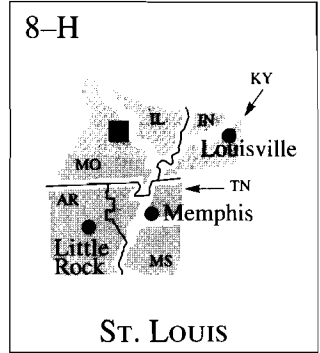 8–H
KY
IL
IN
Louisville
MO
TN
AR
Memphis
Little
Rock
MS
ST. LOUIS